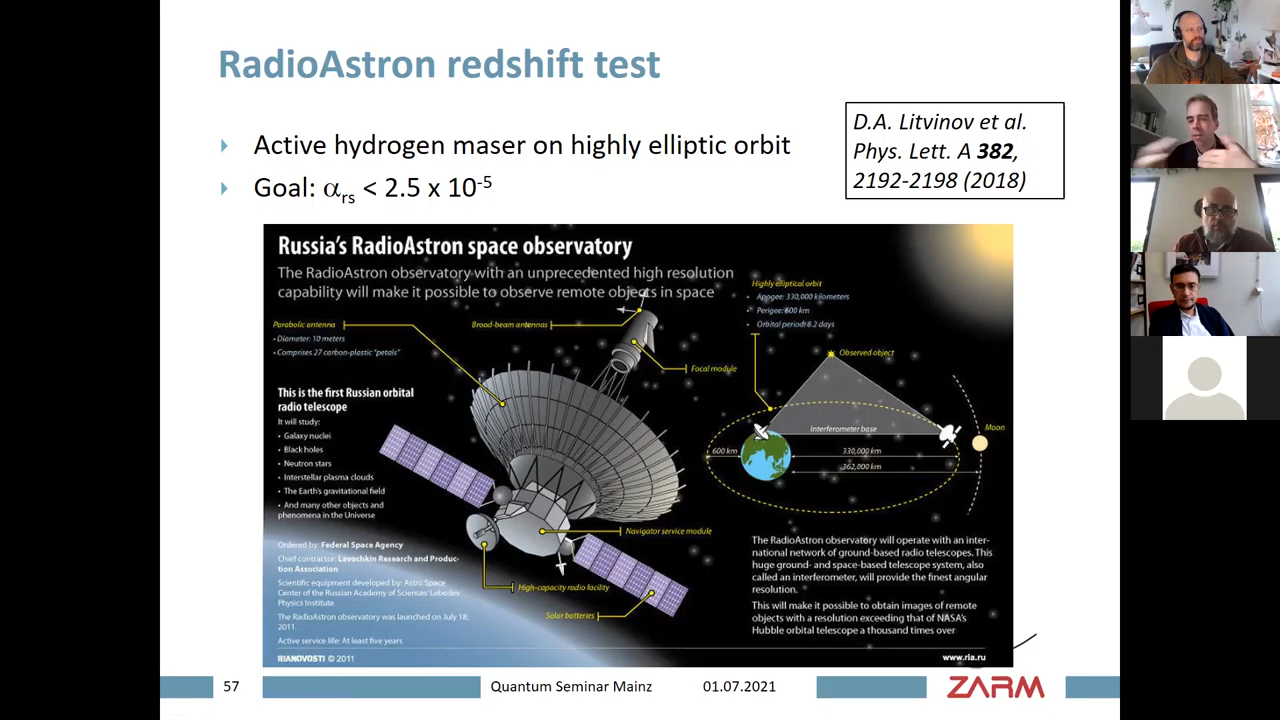 RadioAstron redshift test
Active hydrogen maser on highly elliptic orbit
Goal: αrs < 2.5 x 10-5
D.A. Litvinov et al.
Phys. Lett. A 382,
2192-2198 (2018)
Russia's RadioAstron space observatory
The RadioAstron observatory with an unprecedented high resolution
capability will make it possible to observe remote objects in space
Parabolic antenna
• Diameter: 10 meters
• Comprises 27 carbon-plastic "petals"
Broad-beam antennas
Focal module
This is the first Russian orbital
radio telescope
It will study:
• Galaxy nuclei
• Black holes
• Neutron stars
• Interstellar plasma clouds
• The Earth's gravitational field
• And many other objects and
phenomena in the Universe
Ordered by: Federal Space Agency
Chief contractor: Lavochkin Research and Produc-
tion Association
Scientific equipment developed by: Astro Space
Center of the Russian Academy of Sciences' Lebedev
Physics Institute
The RadioAstron observatory was launched on July 18,
2011.
Active service life: At least five years
Navigator service module
High-capacity radio facility
Solar batteries
Highly elliptical orbit
• Apogee: 330,000 kilometers
• Perigee: 600 km
• Orbital period: 8.2 days
Observed object
Interferometer base
Moon
600 km
330,000 km
362,000 km
The RadioAstron observatory will operate with an inter-
national network of ground-based radio telescopes. This
huge ground- and space-based telescope system, also
called an interferometer, will provide the finest angular
resolution.
This will make it possible to obtain images of remote
objects with a resolution exceeding that of NASA's
Hubble orbital telescope a thousand times over
RIANOVOSTI © 2011
www.ria.ru
57
Quantum Seminar Mainz
01.07.2021
ZARM